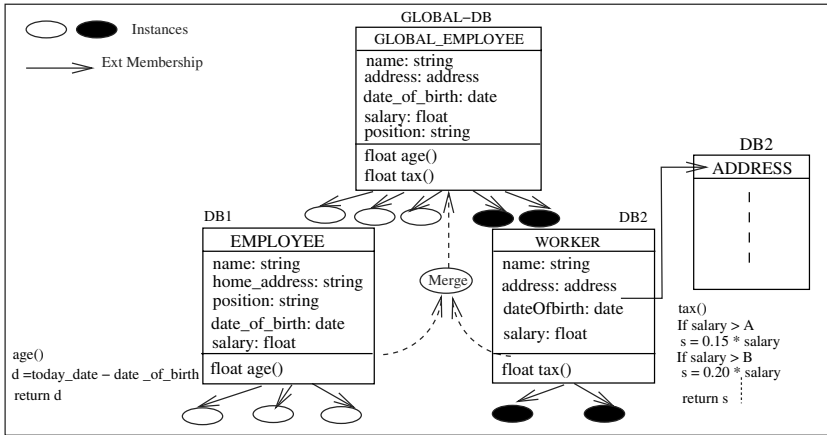 GLOBAL−DB
Instances
Ext Membership
GLOBAL_EMPLOYEE
name: string
address: address
date_of_birth: date
salary: float
position: string
float age()
float tax()
DB2
ADDRESS
DB1
EMPLOYEE
name: string
home_address: string
position: string
date_of_birth: date
salary: float
float age()
Merge
DB2
WORKER
name: string
address: address
dateOfbirth: date
salary: float
float tax()
age()
d =today_date − date _of_birth
return d
tax()
If salary > A
s = 0.15 * salary
If salary > B
s = 0.20 * salary
return s